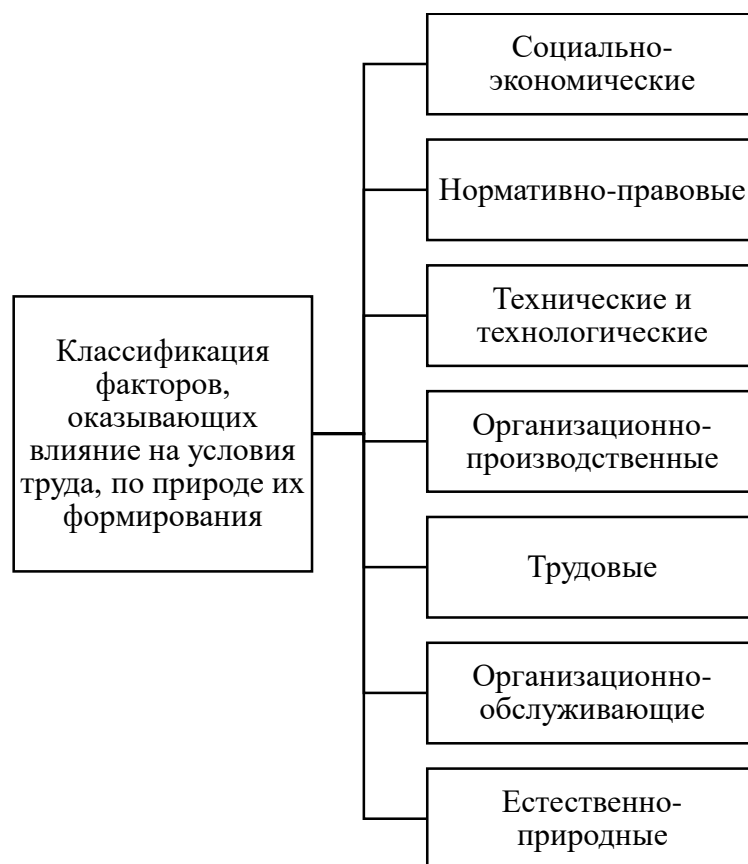 Классификация
факторов,
оказывающих
влияние на условия
труда, по природе их
формирования
Социально-
экономические
Нормативно-правовые
Технические и
технологические
Организационно-
производственные
Трудовые
Организационно-
обслуживающие
Естественно-
природные